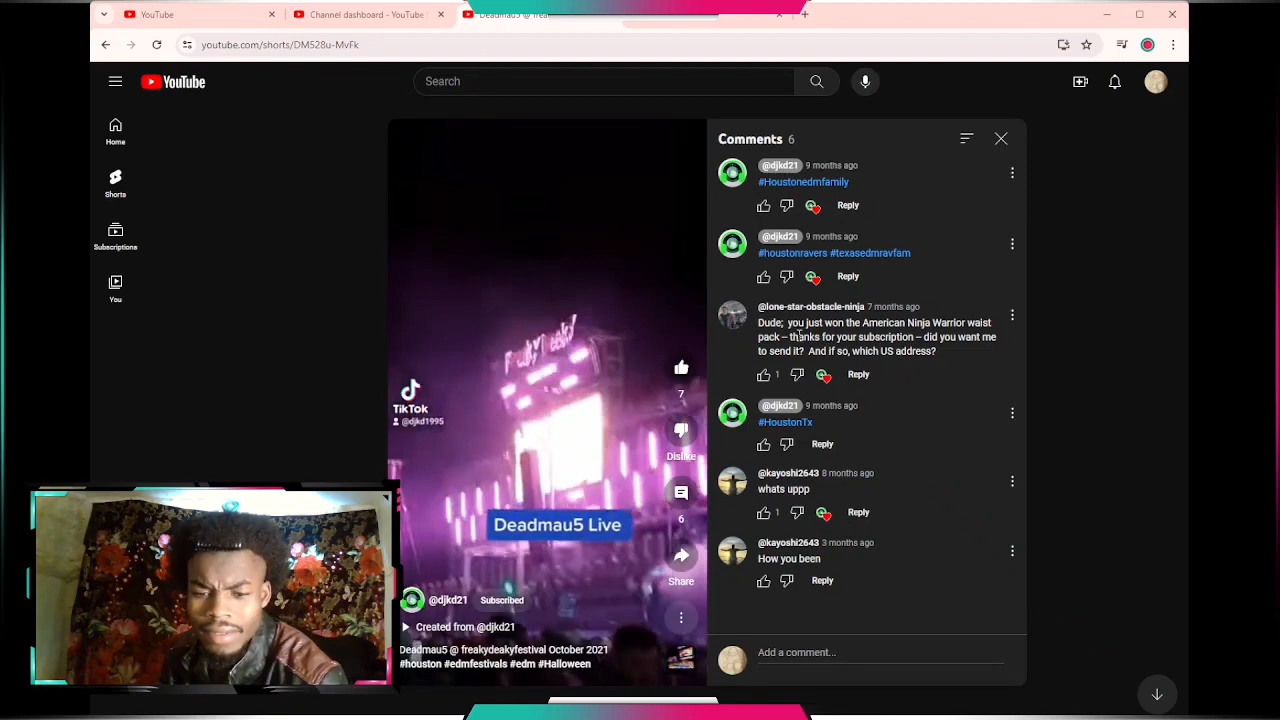 YouTube
Channel dashboard - YouTube
Deadmau5 @
youtube.com/shorts/DM528u-MvFk
YouTube
Search
Home
Shorts
Subscriptions
You
Comments 6
@djkd21 9 months ago
#Houstonedmfamily
Reply
@djkd21 9 months ago
#houstonravers #texasedmravfam
Reply
@lone-star-obstacle-ninja 7 months ago
Dude; you just won the American Ninja Warrior waist
pack – thanks for your subscription – did you want me
to send it? And if so, which US address?
1 Reply
@djkd21 9 months ago
#HoustonTx
Reply
@kayoshi2643 8 months ago
whats uppp
1 Reply
@kayoshi2643 3 months ago
How you been
Reply
Add a comment...
Freaky Deaky
TikTok
@djkd1995
7
Dislike
6
Share
Deadmau5 Live
@djkd21 Subscribed
Created from @djkd21
Deadmau5 @ freakydeakyfestival October 2021
#houston #edmfestivals #edm #Halloween